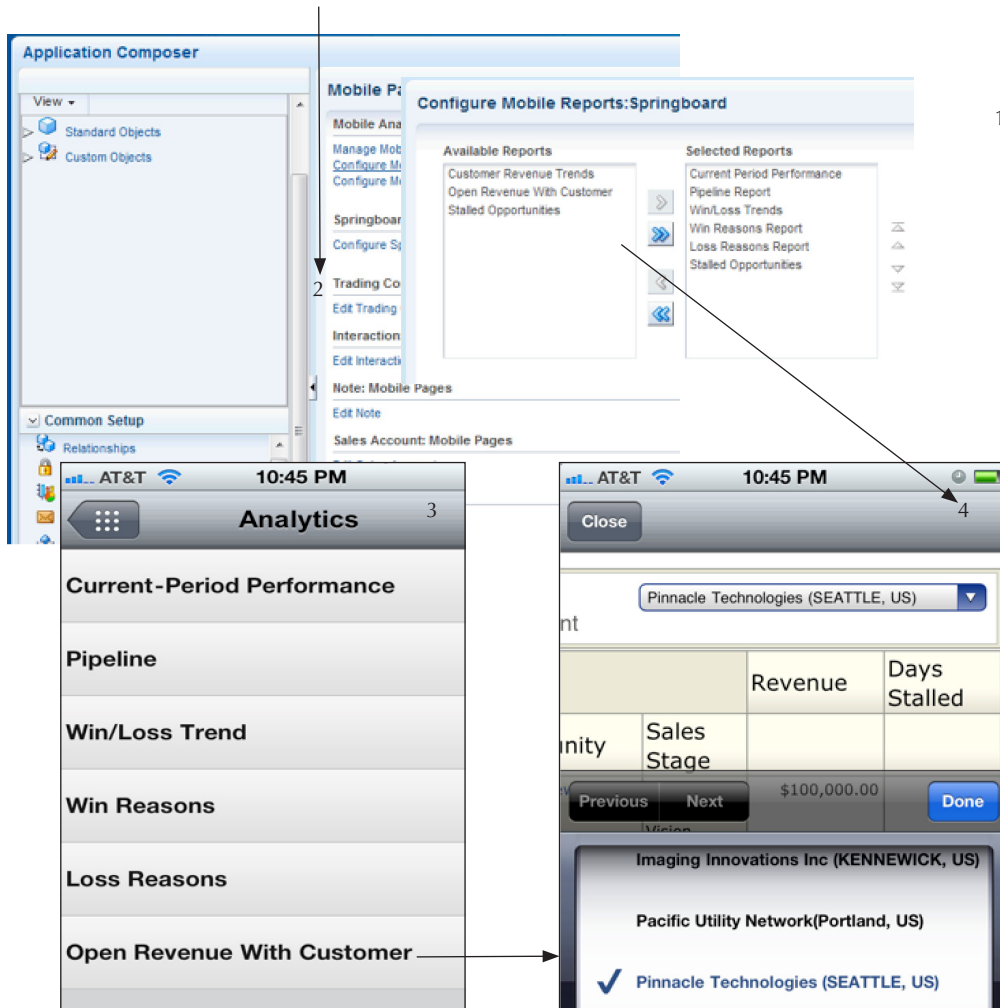 Application Composer
View
Standard Objects
Custom Objects
Common Setup
Relationships
Mobile Pa
Mobile Ana
Manage Mob
Configure Mo
Configure Mo
Springboar
Configure Sp
2
Trading Co
Edit Trading
Interaction
Edit Interacti
Note: Mobile Pages
Edit Note
Sales Account: Mobile Pages
Configure Mobile Reports:Springboard
Available Reports
Customer Revenue Trends
Open Revenue With Customer
Stalled Opportunities
Selected Reports
Current Period Performance
Pipeline Report
Win/Loss Trends
Win Reasons Report
Loss Reasons Report
Stalled Opportunities
1
AT&T 10:45 PM
Analytics
3
Current-Period Performance
Pipeline
Win/Loss Trend
Win Reasons
Loss Reasons
Open Revenue With Customer
AT&T 10:45 PM
Close
4
Pinnacle Technologies (SEATTLE, US)
nt
Revenue
Days
Stalled
unity
Sales
Stage
$100,000.00
Previous Next Done
Vision
Imaging Innovations Inc (KENNEWICK, US)
Pacific Utility Network(Portland, US)
Pinnacle Technologies (SEATTLE, US)